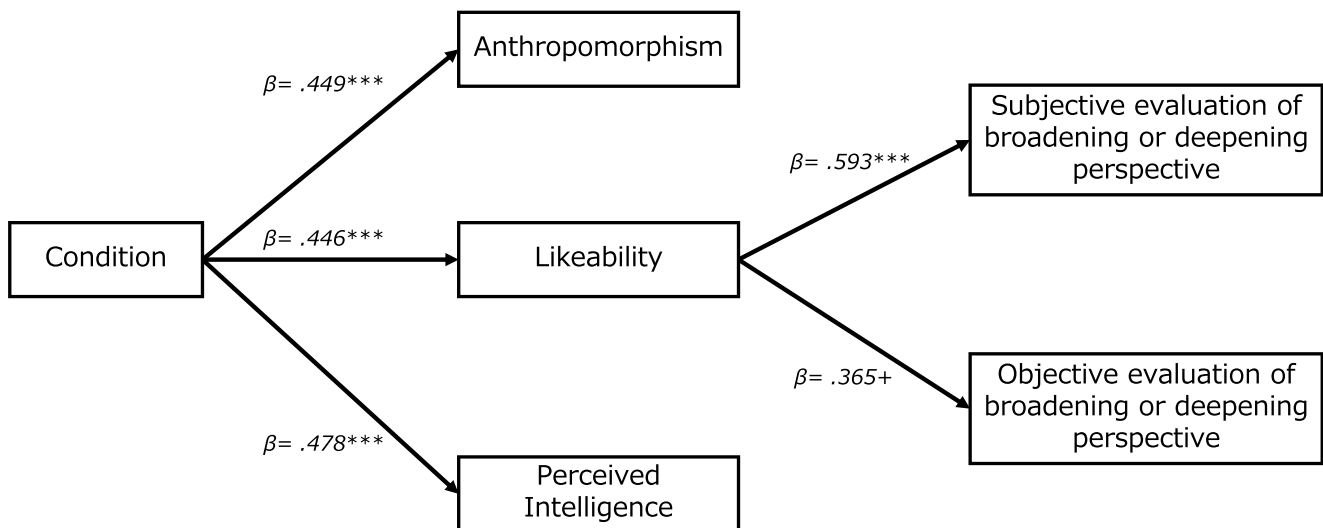 Anthropomorphism
β= .449***
Subjective evaluation of
broadening or deepening
perspective
β= .593***
Condition
β= .446***
Likeability
β= .365+
Objective evaluation of
broadening or deepening
perspective
β= .478***
Perceived
Intelligence